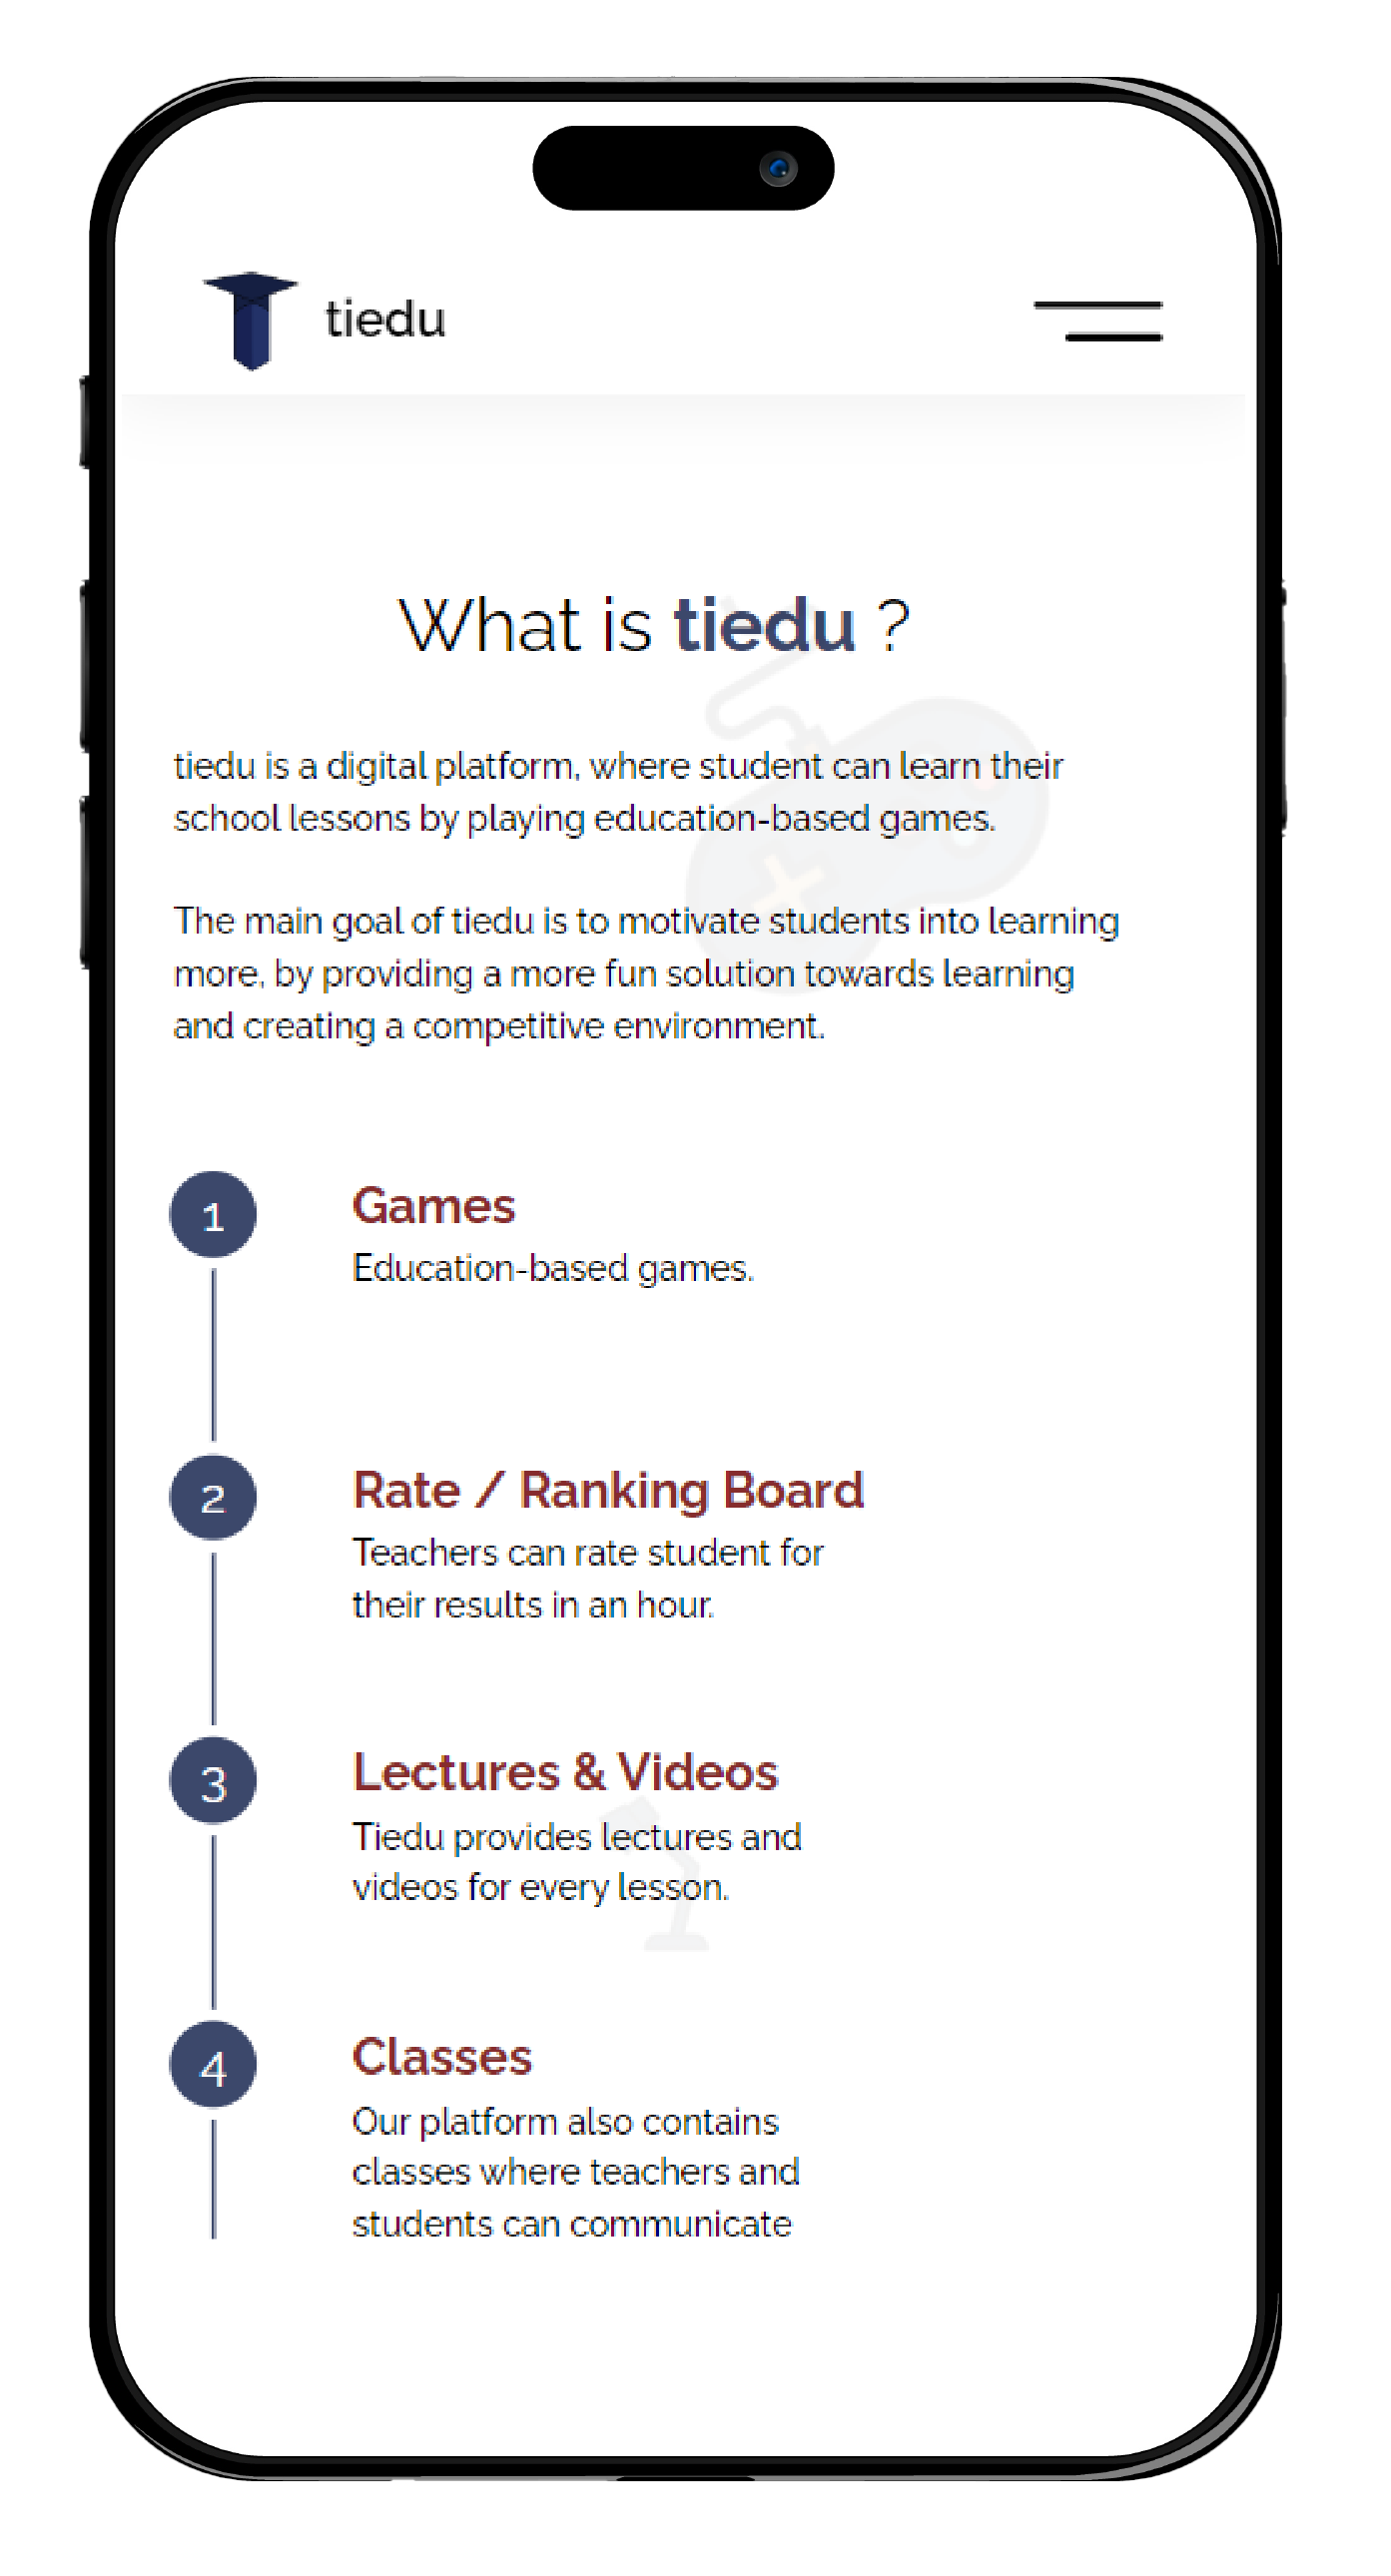 tiedu
What is tiedu ?
tiedu is a digital platform, where student can learn their
school lessons by playing education-based games.
The main goal of tiedu is to motivate students into learning
more, by providing a more fun solution towards learning
and creating a competitive environment.
1
Games
Education-based games.
2
Rate / Ranking Board
Teachers can rate student for
their results in an hour.
3
Lectures & Videos
Tiedu provides lectures and
videos for every lesson.
4
Classes
Our platform also contains
classes where teachers and
students can communicate